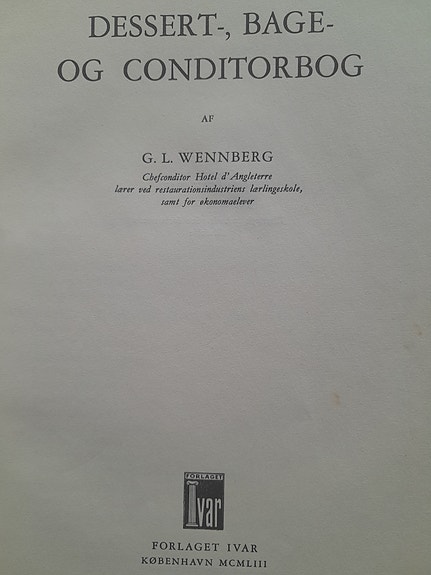 DESSERT-, BAGE-
OG CONDITORBOG
AF
G. L. WENNBERG
Chefconditor Hotel d'Angleterre
lærer ved restaurationsindustriens lærlingeskole,
samt for økonomaelever
FORLAGET
Ivar
FORLAGET IVAR
KØBENHAVN MCMLIII